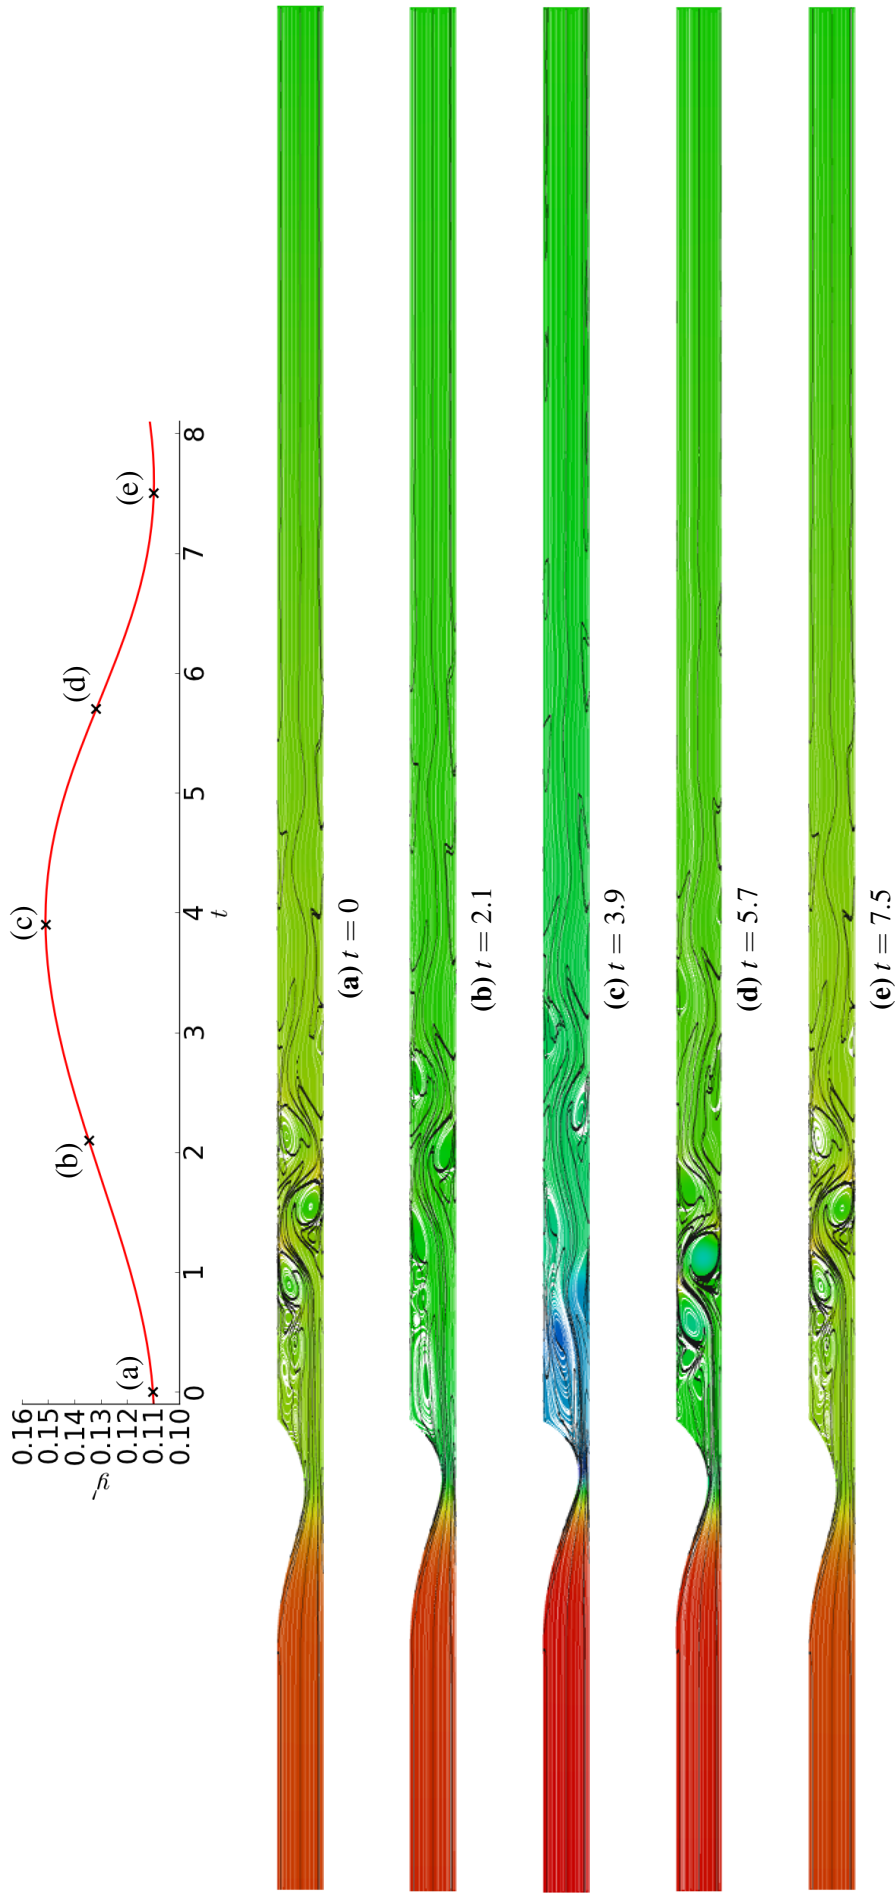 0.16
0.15
0.14
0.13
0.12
0.11
0.10
y′
0 1 2 3 4 5 6 7 8
t
(a)
(b)
(c)
(d)
(e)
(a) t = 0
(b) t = 2.1
(c) t = 3.9
(d) t = 5.7
(e) t = 7.5